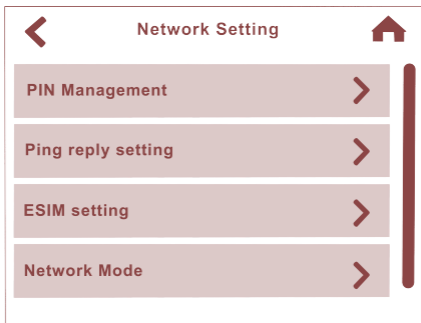 Network Setting
PIN Management
Ping reply setting
ESIM setting
Network Mode